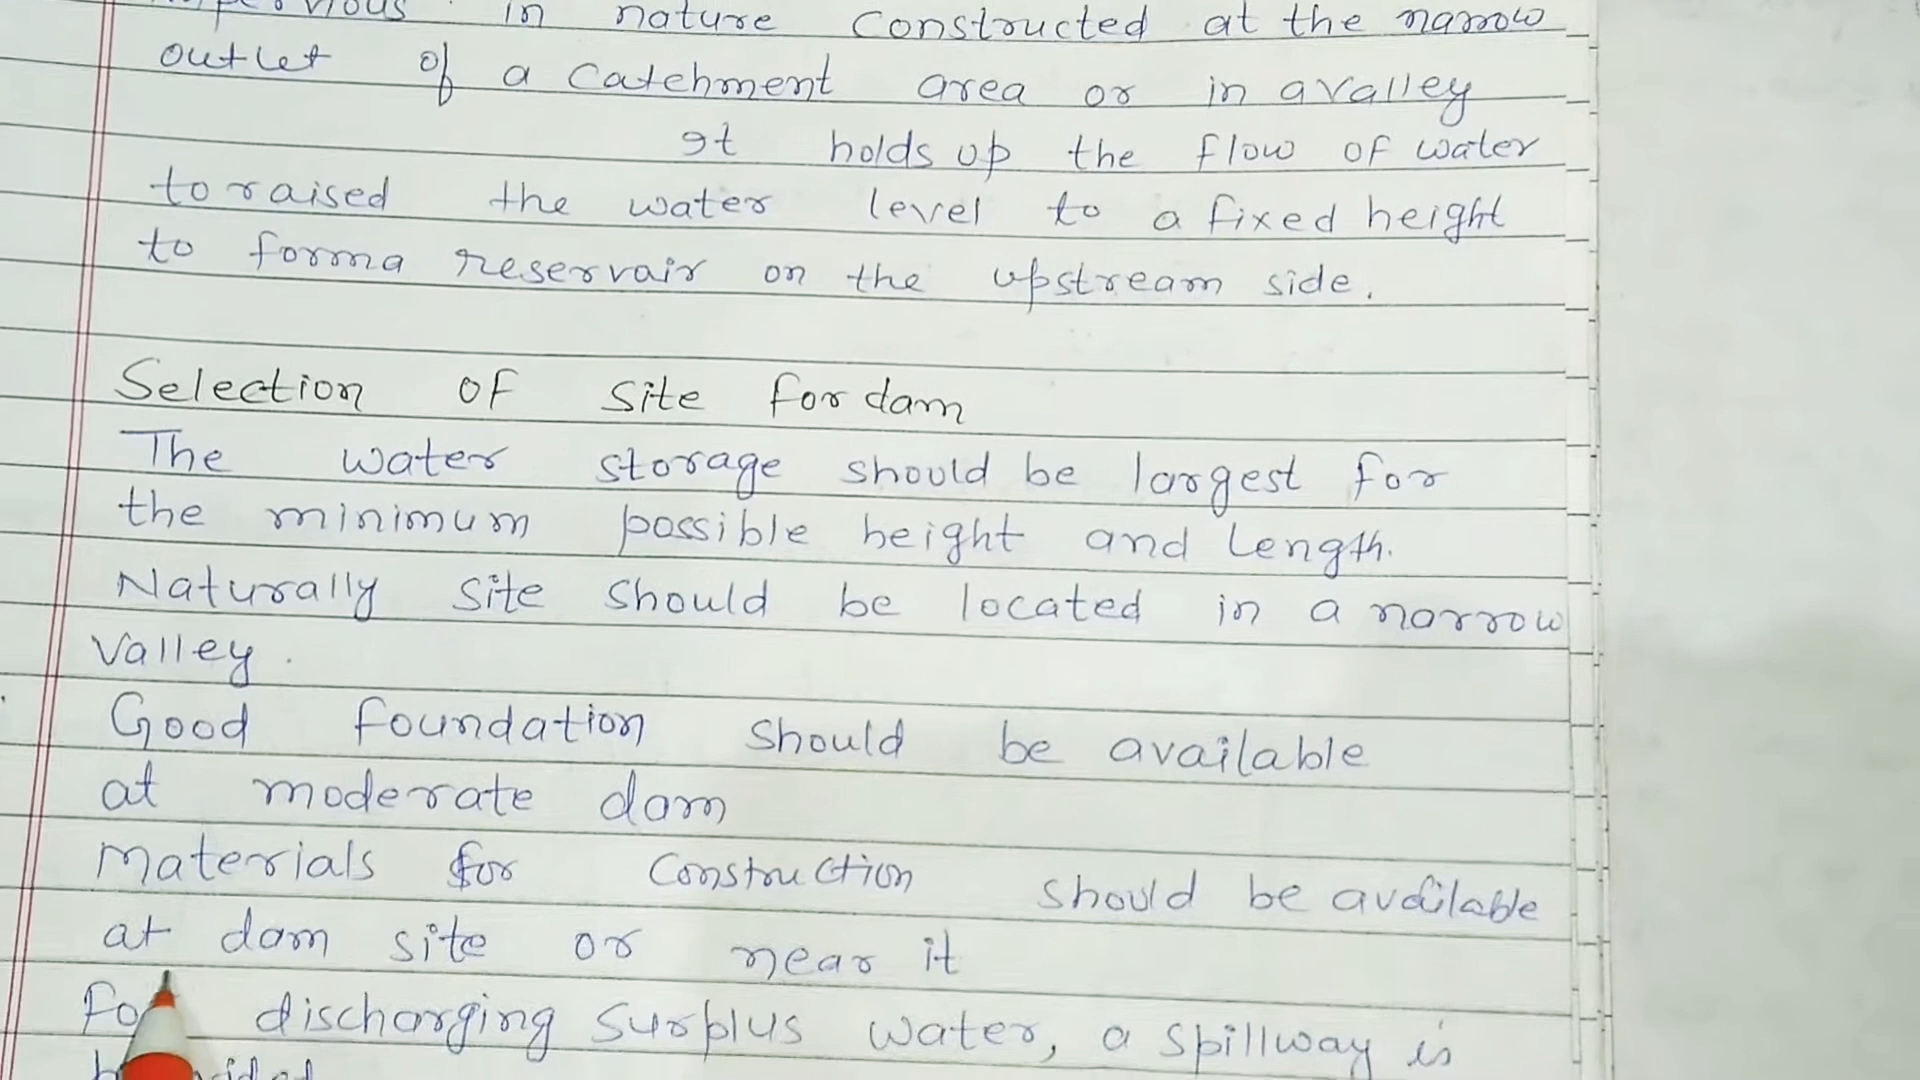 in nature constructed at the narrow
outlet of a catchment area or in a valley
It holds up the flow of water
to raised the water level to a fixed height
to form a reservair on the upstream side.
Selection of site for dam
The water storage should be largest for
the minimum possible height and Length.
Naturally site should be located in a narrow
valley.
Good foundation should be available
at moderate dam
Materials for construction should be available
at dam site or near it
discharging surplus water, a spillway is